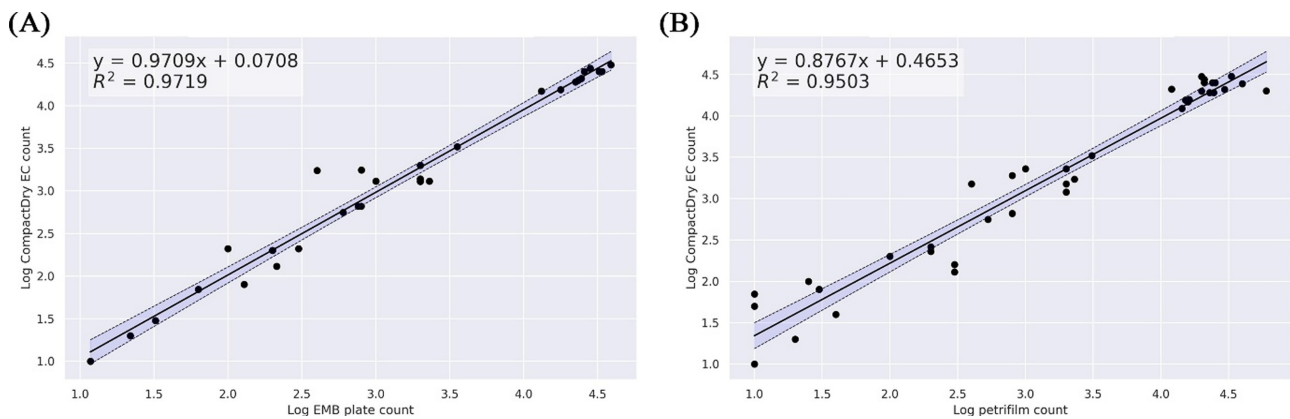 (A)
y = 0.9709x + 0.0708
R² = 0.9719
Log CompactDry EC count
4.5
4.0
3.5
3.0
2.5
2.0
1.5
1.0
1.0 1.5 2.0 2.5 3.0 3.5 4.0 4.5
Log EMB plate count
(B)
y = 0.8767x + 0.4653
R² = 0.9503
Log CompactDry EC count
4.5
4.0
3.5
3.0
2.5
2.0
1.5
1.0
1.0 1.5 2.0 2.5 3.0 3.5 4.0 4.5
Log petrifilm count